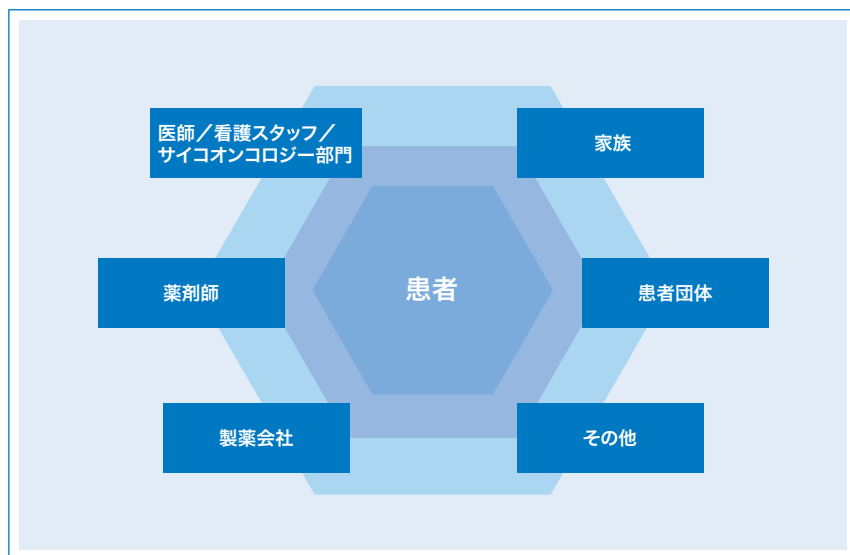 医師／看護スタッフ／
サイコオンコロジー部門
家族
薬剤師
患者
患者団体
製薬会社
その他